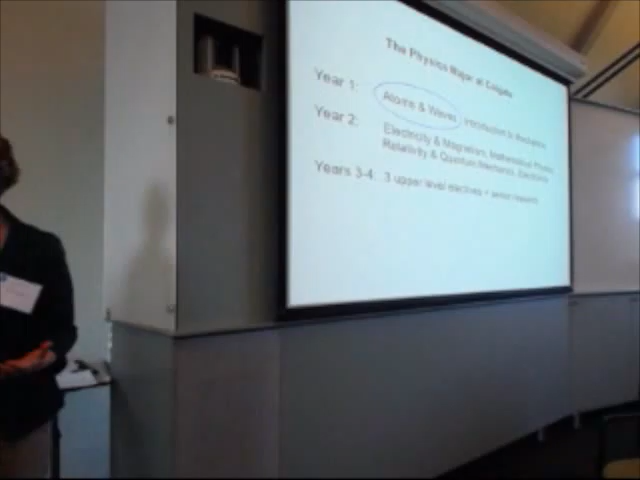 The Physics Major at Colgate
Year 1:
Atoms & Waves, Introduction to Mechanics
Year 2:
Electricity & Magnetism, Mathematical Physics
Relativity & Quantum Mechanics, Electronics
Years 3-4: 3 upper level electives + senior research